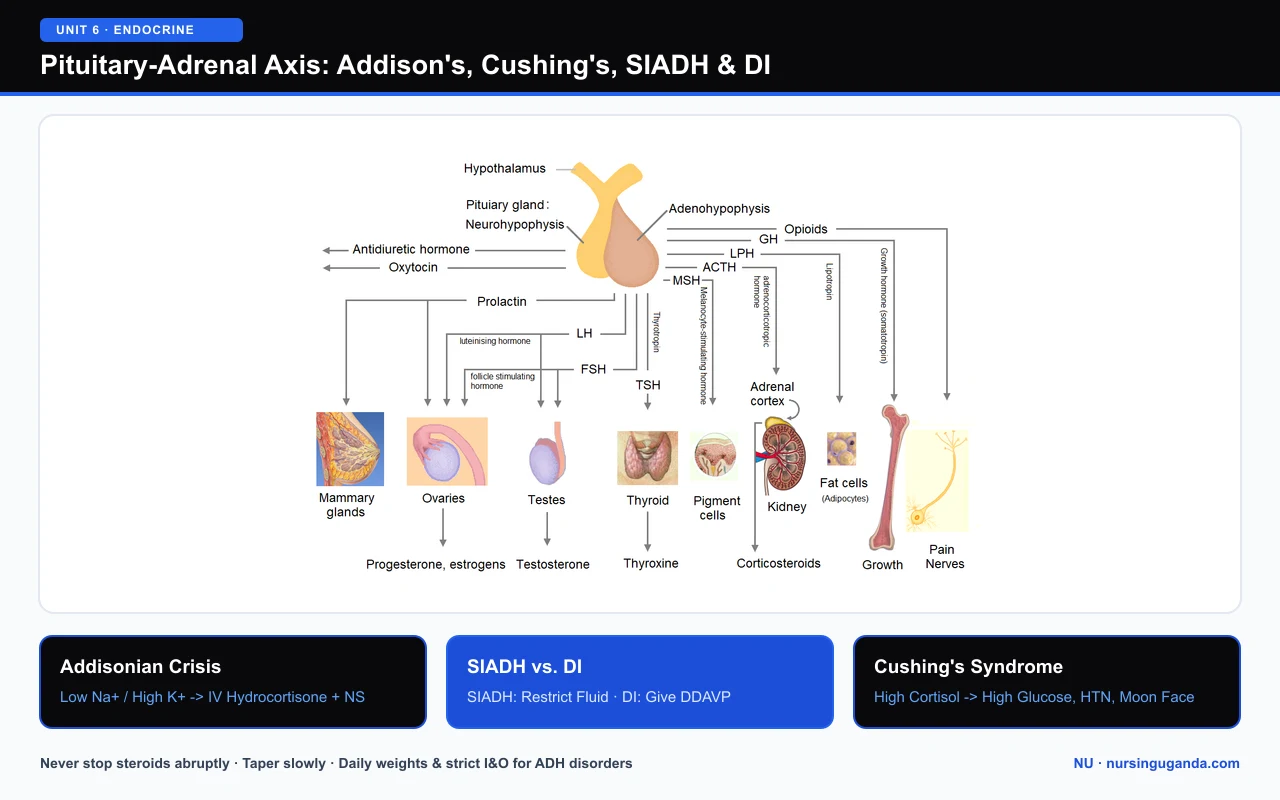 UNIT 6 · ENDOCRINE
Pituitary-Adrenal Axis: Addison's, Cushing's, SIADH & DI
Hypothalamus
Pituiary gland:
Neurohypophysis
Adenohypophysis
Antidiuretic hormone
Oxytocin
Opioids
GH
LPH
ACTH
MSH
Prolactin
LH
luteinising hormone
FSH
follicle stimulating
hormone
Thyrotropin
TSH
Melanocyte-stimulating hormone
adrenocorticotropic
hormone
Lipotropin
Growth hormone (somatotropin)
Adrenal
cortex
Mammary
glands
Ovaries
Testes
Thyroid
Pigment
cells
Kidney
Fat cells
(Adipocytes)
Progesterone, estrogens
Testosterone
Thyroxine
Corticosteroids
Growth
Pain
Nerves
Addisonian Crisis
Low Na+ / High K+ -> IV Hydrocortisone + NS
SIADH vs. DI
SIADH: Restrict Fluid · DI: Give DDAVP
Cushing's Syndrome
High Cortisol -> High Glucose, HTN, Moon Face
Never stop steroids abruptly · Taper slowly · Daily weights & strict I&O for ADH disorders
NU · nursinguganda.com